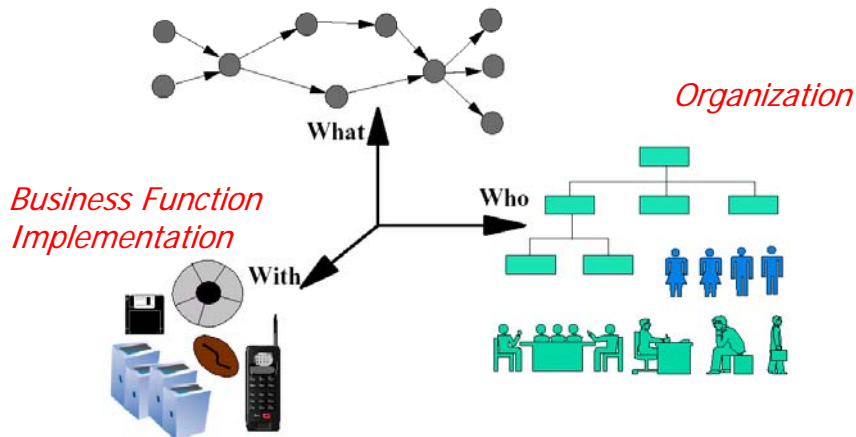 What
Organization
Who
Business Function
Implementation
With